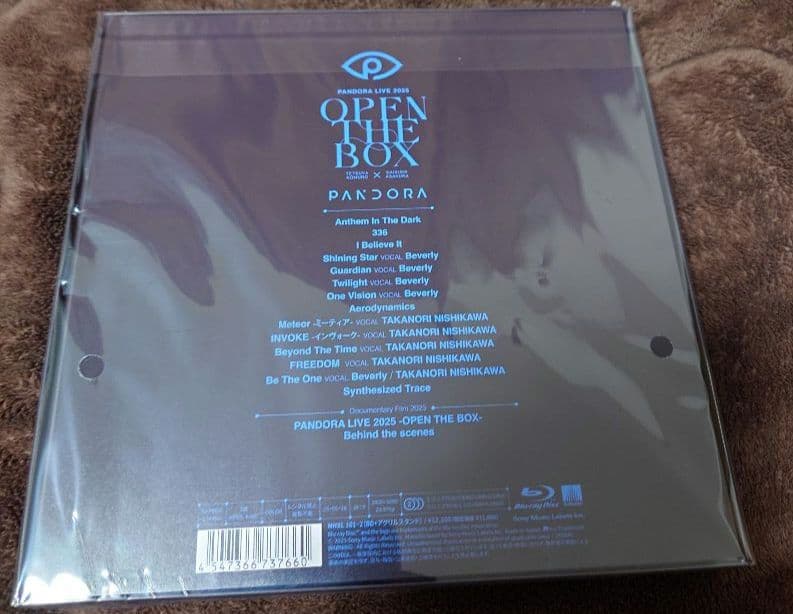 P
PANDORA LIVE 2025
OPEN
THE
BOX
TETSUYA KOMURO × DAISUKE ASAKURA
PANDORA
Anthem In The Dark
336
I Believe It
Shining Star VOCAL Beverly
Guardian VOCAL Beverly
Twilight VOCAL Beverly
One Vision VOCAL Beverly
Aerodynamics
Meteor -ミーティア- VOCAL TAKANORI NISHIKAWA
INVOKE -インヴォーク- VOCAL TAKANORI NISHIKAWA
Beyond The Time VOCAL TAKANORI NISHIKAWA
FREEDOM VOCAL TAKANORI NISHIKAWA
Be The One VOCAL Beverly / TAKANORI NISHIKAWA
Synthesized Trace
Documentary Film 2025
PANDORA LIVE 2025 -OPEN THE BOX-
Behind the scenes
COLOR
Blu-ray Disc
Sony Music Labels Inc.
4 547366 737660